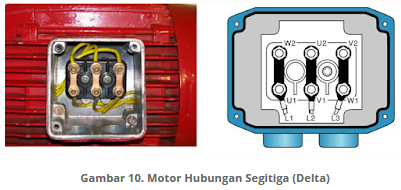 W2 U2 V2
U1 V1 W1
L1 L2 L3
Gambar 10. Motor Hubungan Segitiga (Delta)